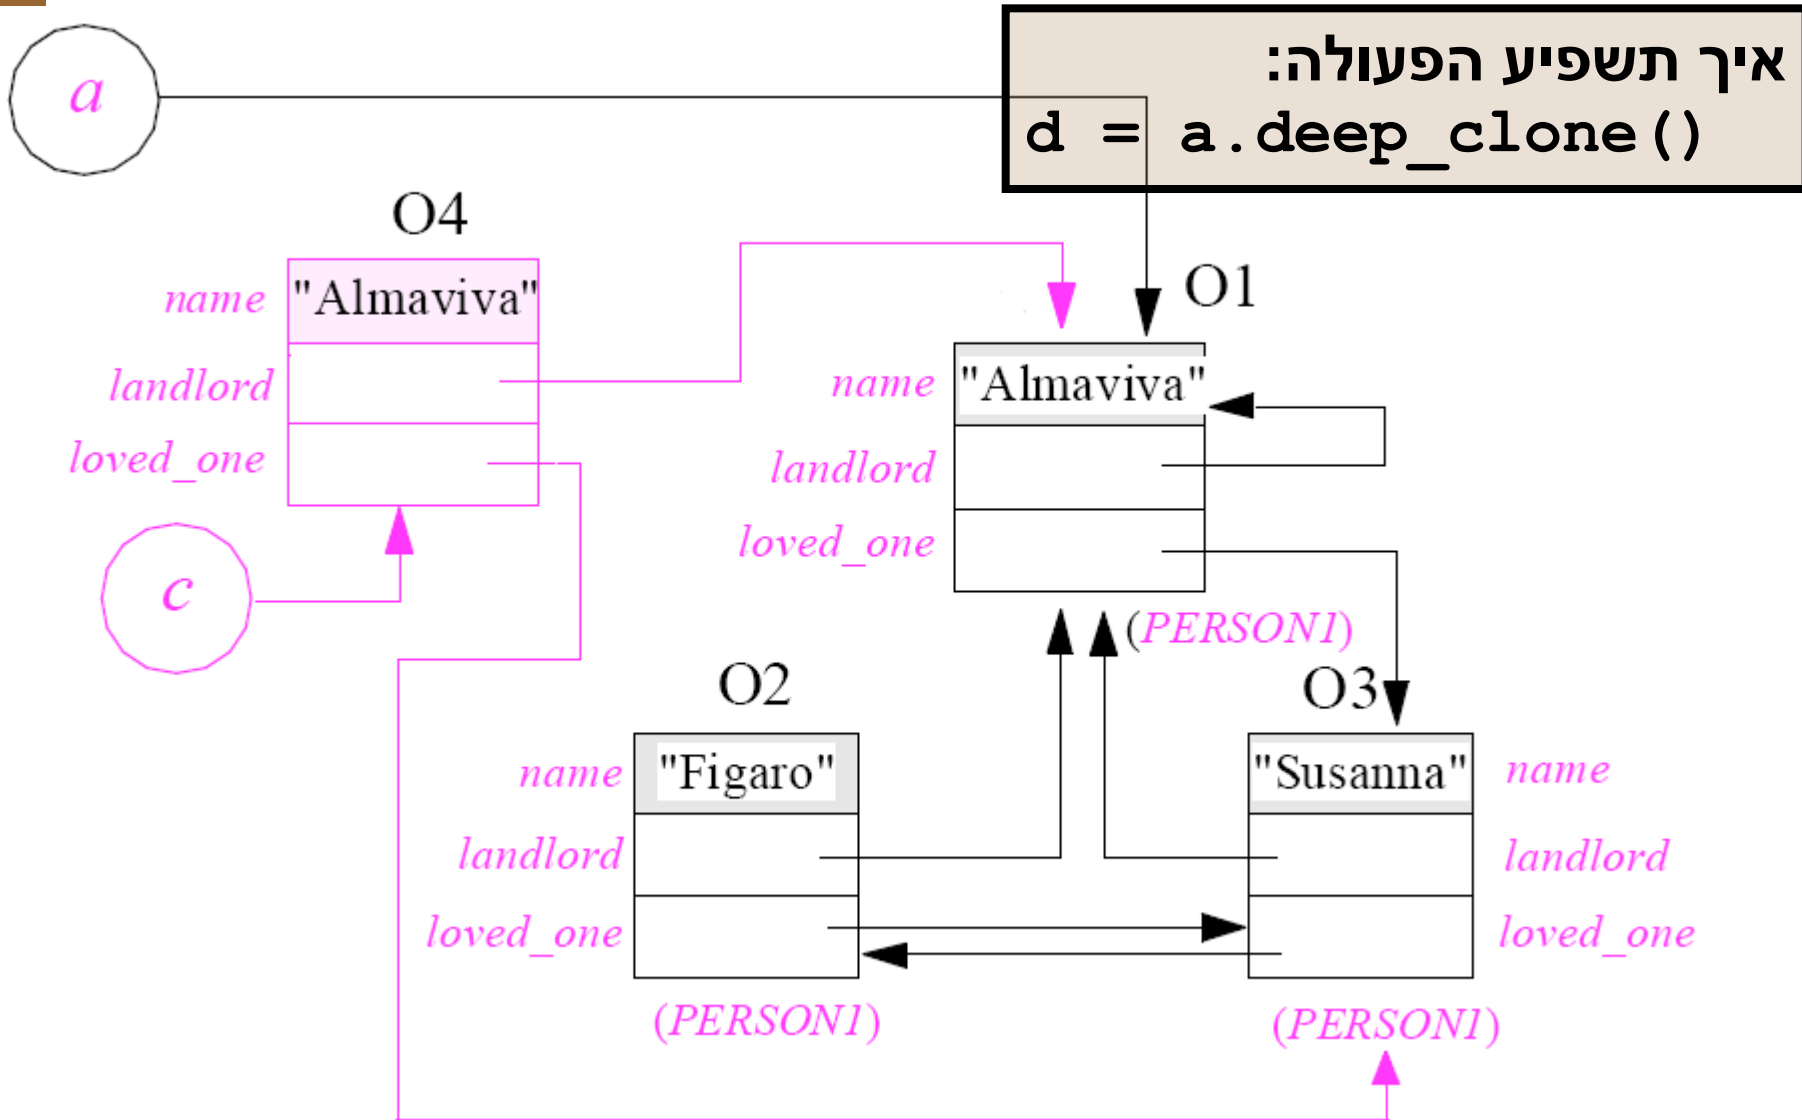 איך תשפיע הפעולה:
d = a.deep_clone()
a
O4
name "Almaviva"
landlord
loved_one
c
O1
name "Almaviva"
landlord
loved_one
(PERSON1)
O2
name "Figaro"
landlord
loved_one
(PERSON1)
O3
"Susanna" name
landlord
loved_one
(PERSON1)